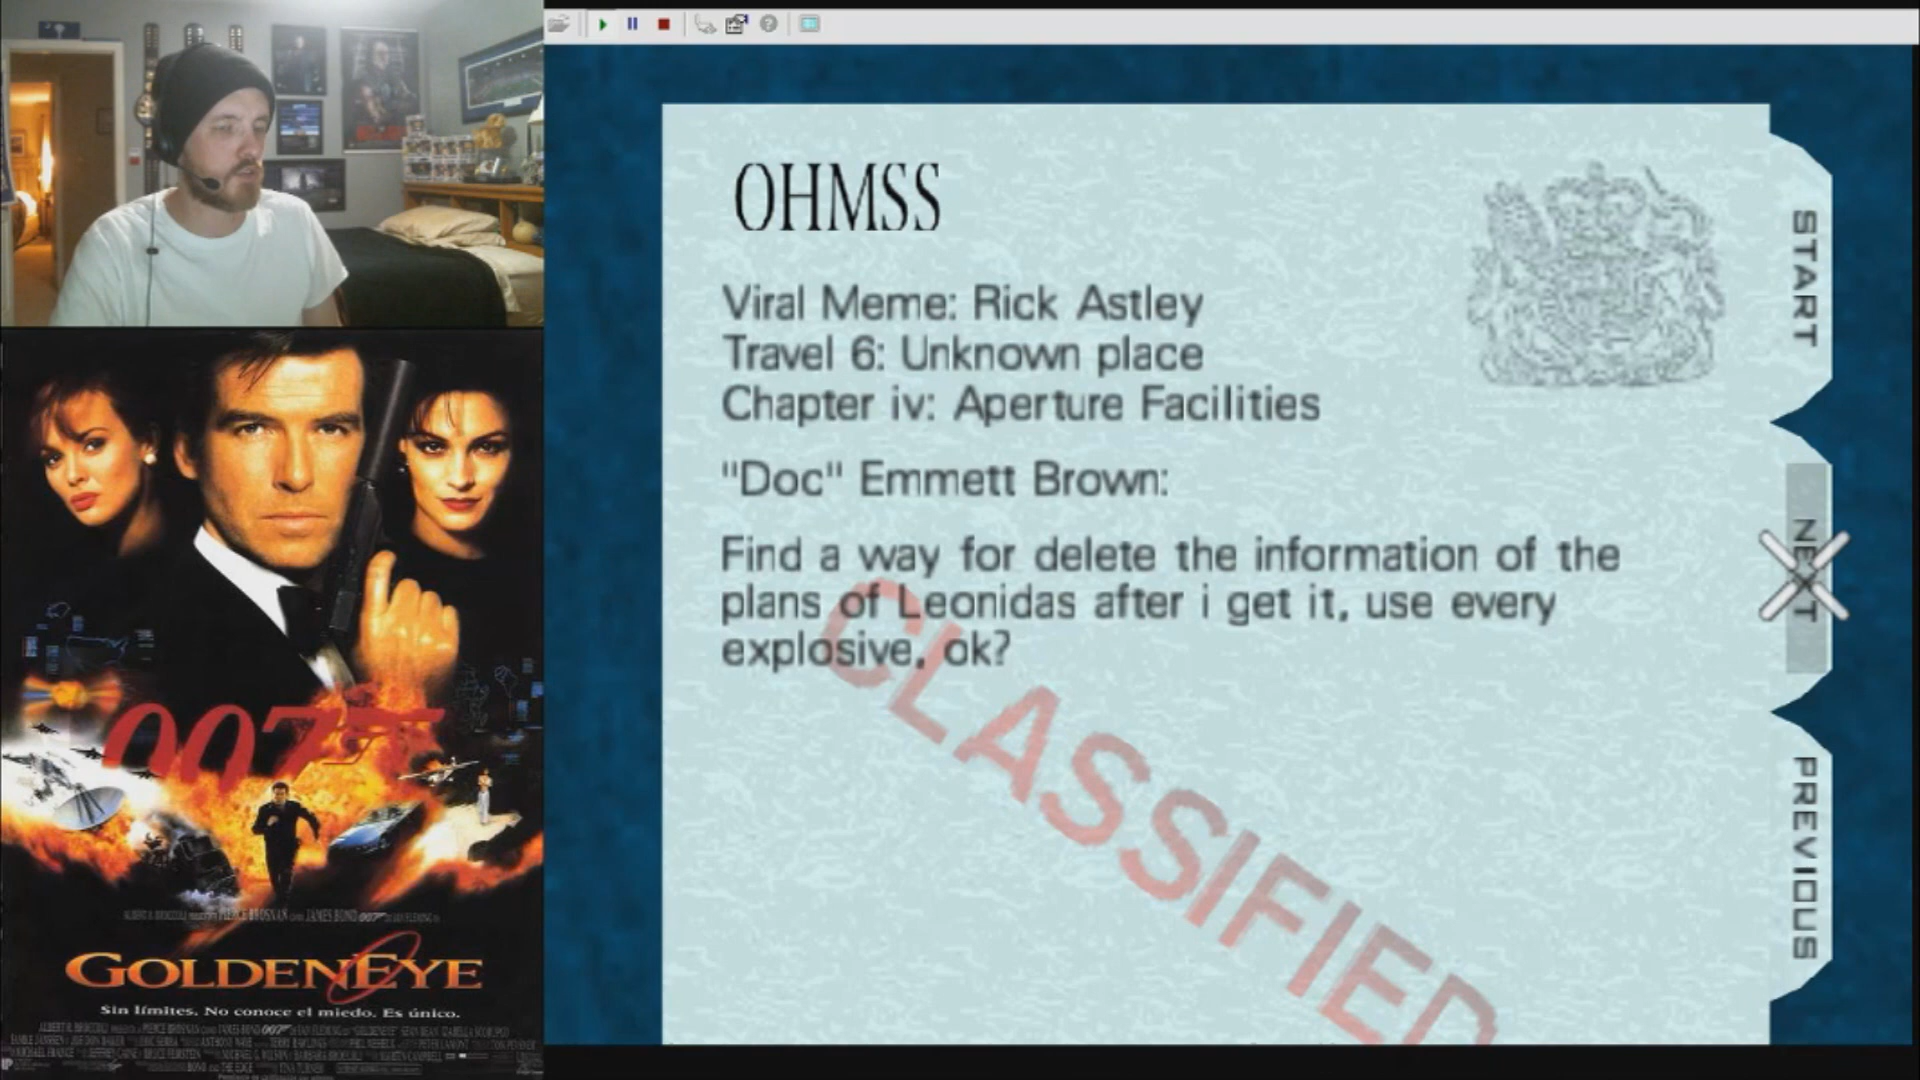 OHMSS
Viral Meme: Rick Astley
Travel 6: Unknown place
Chapter iv: Aperture Facilities
"Doc" Emmett Brown:
Find a way for delete the information of the
plans of Leonidas after i get it, use every
explosive, ok?
CLASSIFIED
START
NEXT
PREVIOUS
007
GOLDENEYE
Sin límites. No conoce el miedo. Es único.